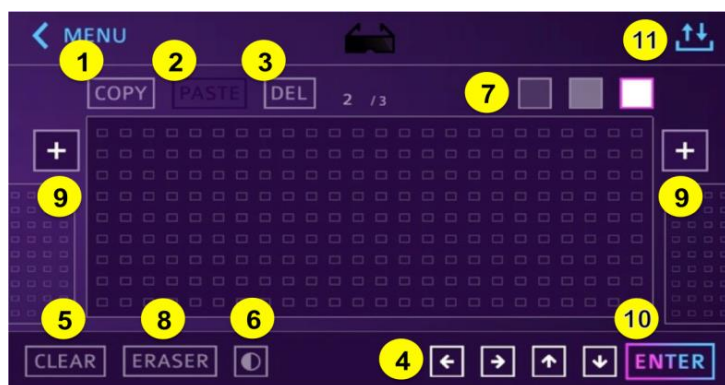 MENU
11
1
2
3
COPY
PASTE
DEL
2 /3
7
+
+
9
9
5
8
6
10
CLEAR
ERASER
4
ENTER